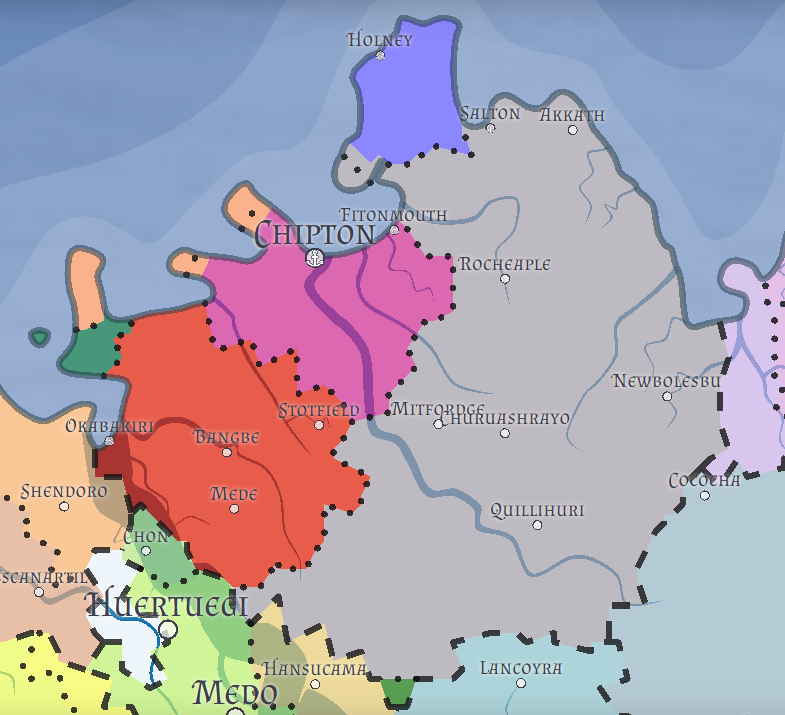 Holney
Salton
Akkath
Fitonmouth
Chipton
Rocheaple
Newbolesbu
Stotfield
Mitfordge
Churuashrayo
Okabakiri
Bangbe
Cococha
Shendoro
Mede
Quillihuri
Chon
scanartil
Huertuegi
Hansucama
Lancoyra
Medo